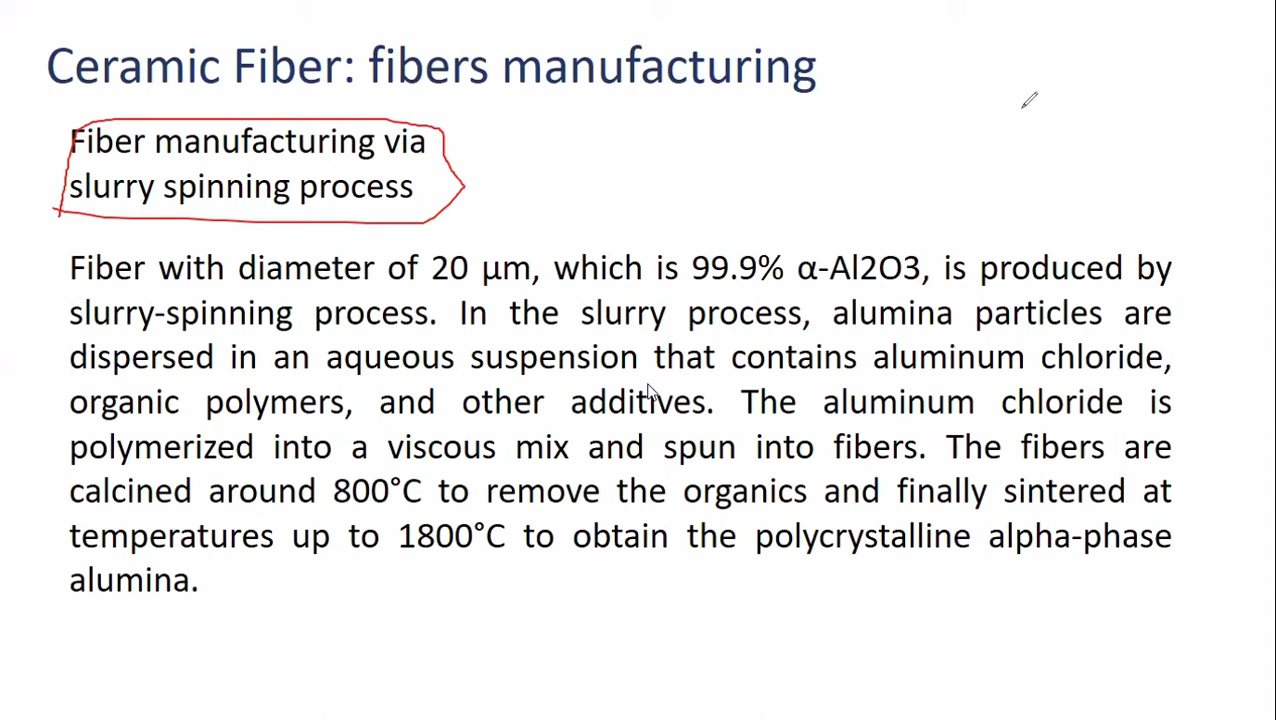 Ceramic Fiber: fibers manufacturing
Fiber manufacturing via
slurry spinning process
Fiber with diameter of 20 μm, which is 99.9% α-Al2O3, is produced by
slurry-spinning process. In the slurry process, alumina particles are
dispersed in an aqueous suspension that contains aluminum chloride,
organic polymers, and other additives. The aluminum chloride is
polymerized into a viscous mix and spun into fibers. The fibers are
calcined around 800°C to remove the organics and finally sintered at
temperatures up to 1800°C to obtain the polycrystalline alpha-phase
alumina.